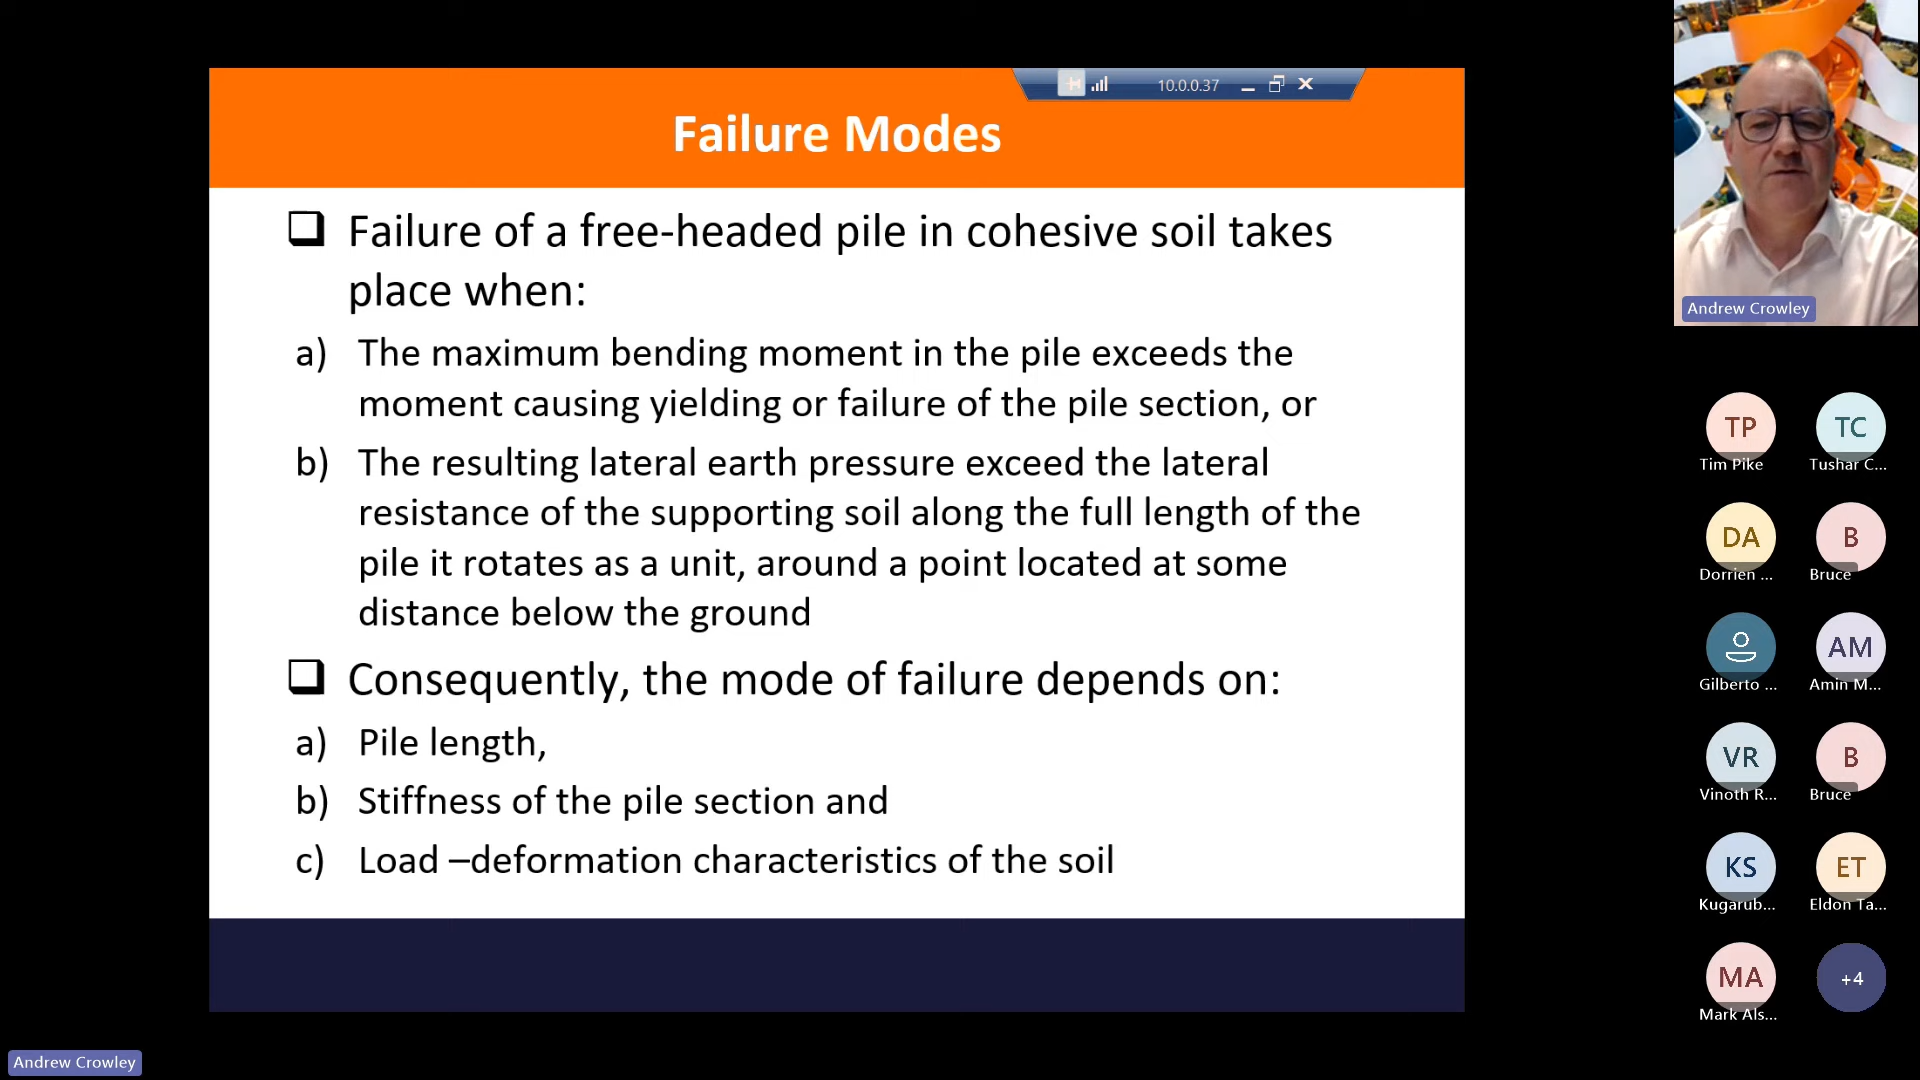 10.0.0.37
Failure Modes
Failure of a free-headed pile in cohesive soil takes
place when:
a) The maximum bending moment in the pile exceeds the
moment causing yielding or failure of the pile section, or
b) The resulting lateral earth pressure exceed the lateral
resistance of the supporting soil along the full length of the
pile it rotates as a unit, around a point located at some
distance below the ground
Consequently, the mode of failure depends on:
a) Pile length,
b) Stiffness of the pile section and
c) Load –deformation characteristics of the soil
Andrew Crowley
TP
Tim Pike
TC
Tushar C...
DA
Dorrien ...
B
Bruce
Gilberto ...
AM
Amin M...
VR
Vinoth R...
B
Bruce
KS
Kugarub...
ET
Eldon Ta...
MA
Mark Als...
+4
Andrew Crowley